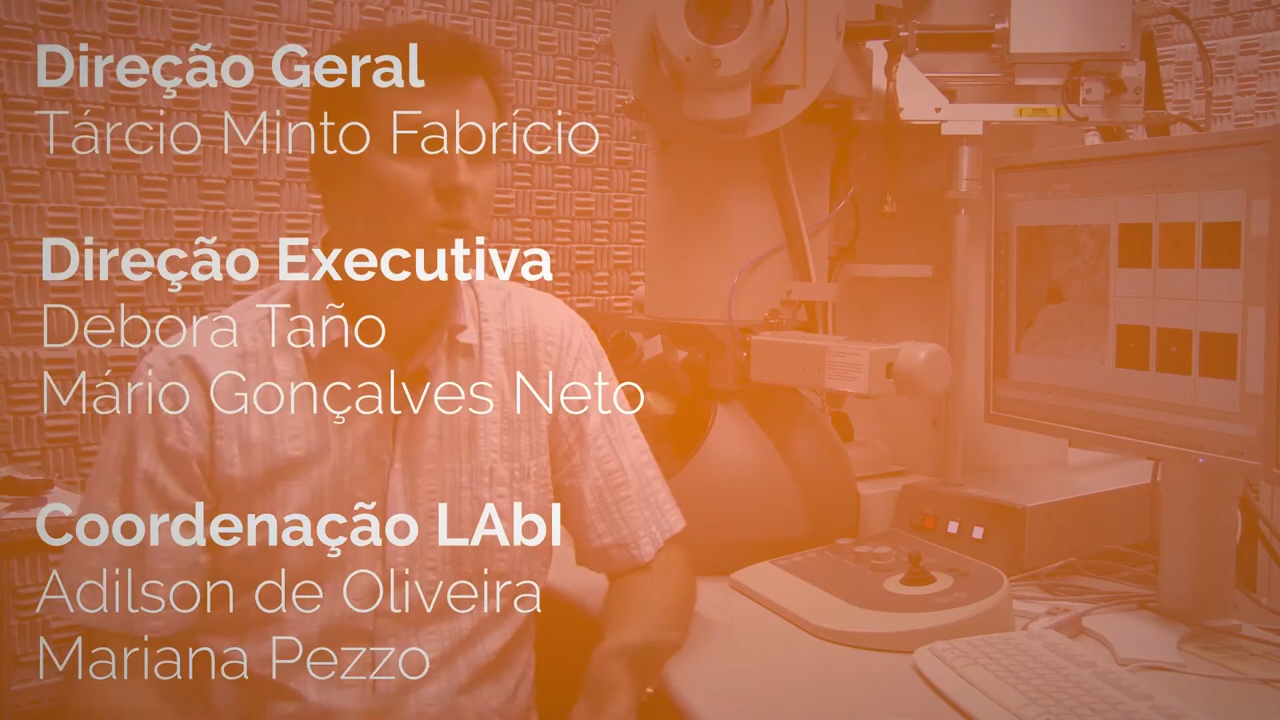 Direção Geral
Tárcio Minto Fabrício
Direção Executiva
Debora Taño
Mário Gonçalves Neto
Coordenação LAbI
Adilson de Oliveira
Mariana Pezzo